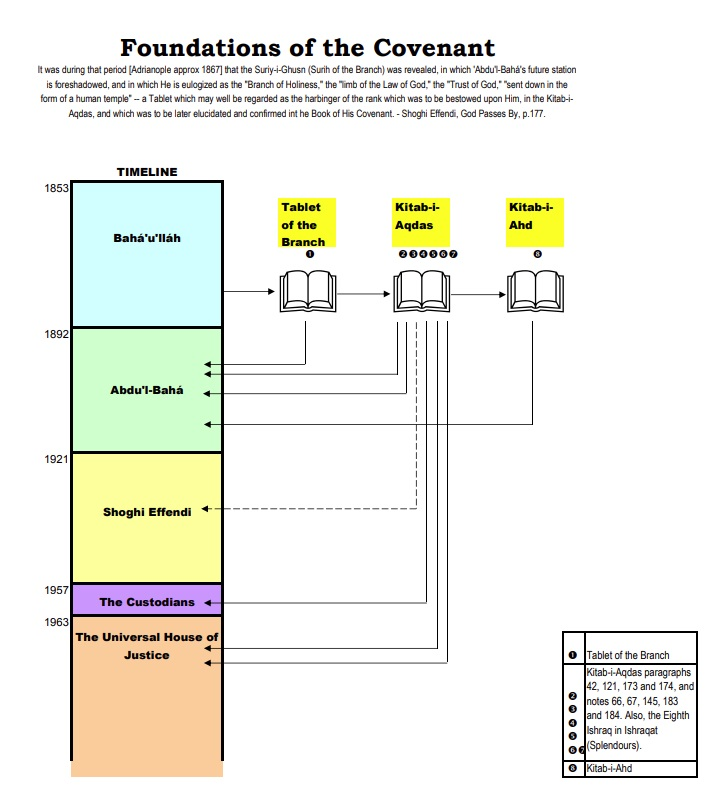 Foundations of the Covenant
It was during that period [Adrianople approx 1867] that the Suriy-i-Ghusn (Surih of the Branch) was revealed, in which 'Abdu'l-Bahá's future station
is foreshadowed, and in which He is eulogized as the "Branch of Holiness," the "limb of the Law of God," the "Trust of God," "sent down in the
form of a human temple" -- a Tablet which may well be regarded as the harbinger of the rank which was to be bestowed upon Him, in the Kitab-i-
Aqdas, and which was to be later elucidated and confirmed int he Book of His Covenant. - Shoghi Effendi, God Passes By, p.177.
TIMELINE
1853
Bahá'u'lláh
Tablet
of the
Branch
❶
Kitab-i-
Aqdas
❷❸❹❺❻❼
Kitab-i-
Ahd
❽
1892
Abdu'l-Bahá
1921
Shoghi Effendi
1957
The Custodians
1963
The Universal House of
Justice
❶ Tablet of the Branch
❷ ❸ ❹ ❺ ❻❼
Kitab-i-Aqdas paragraphs
42, 121, 173 and 174, and
notes 66, 67, 145, 183
and 184. Also, the Eighth
Ishraq in Ishraqat
(Splendours).
❽ Kitab-i-Ahd